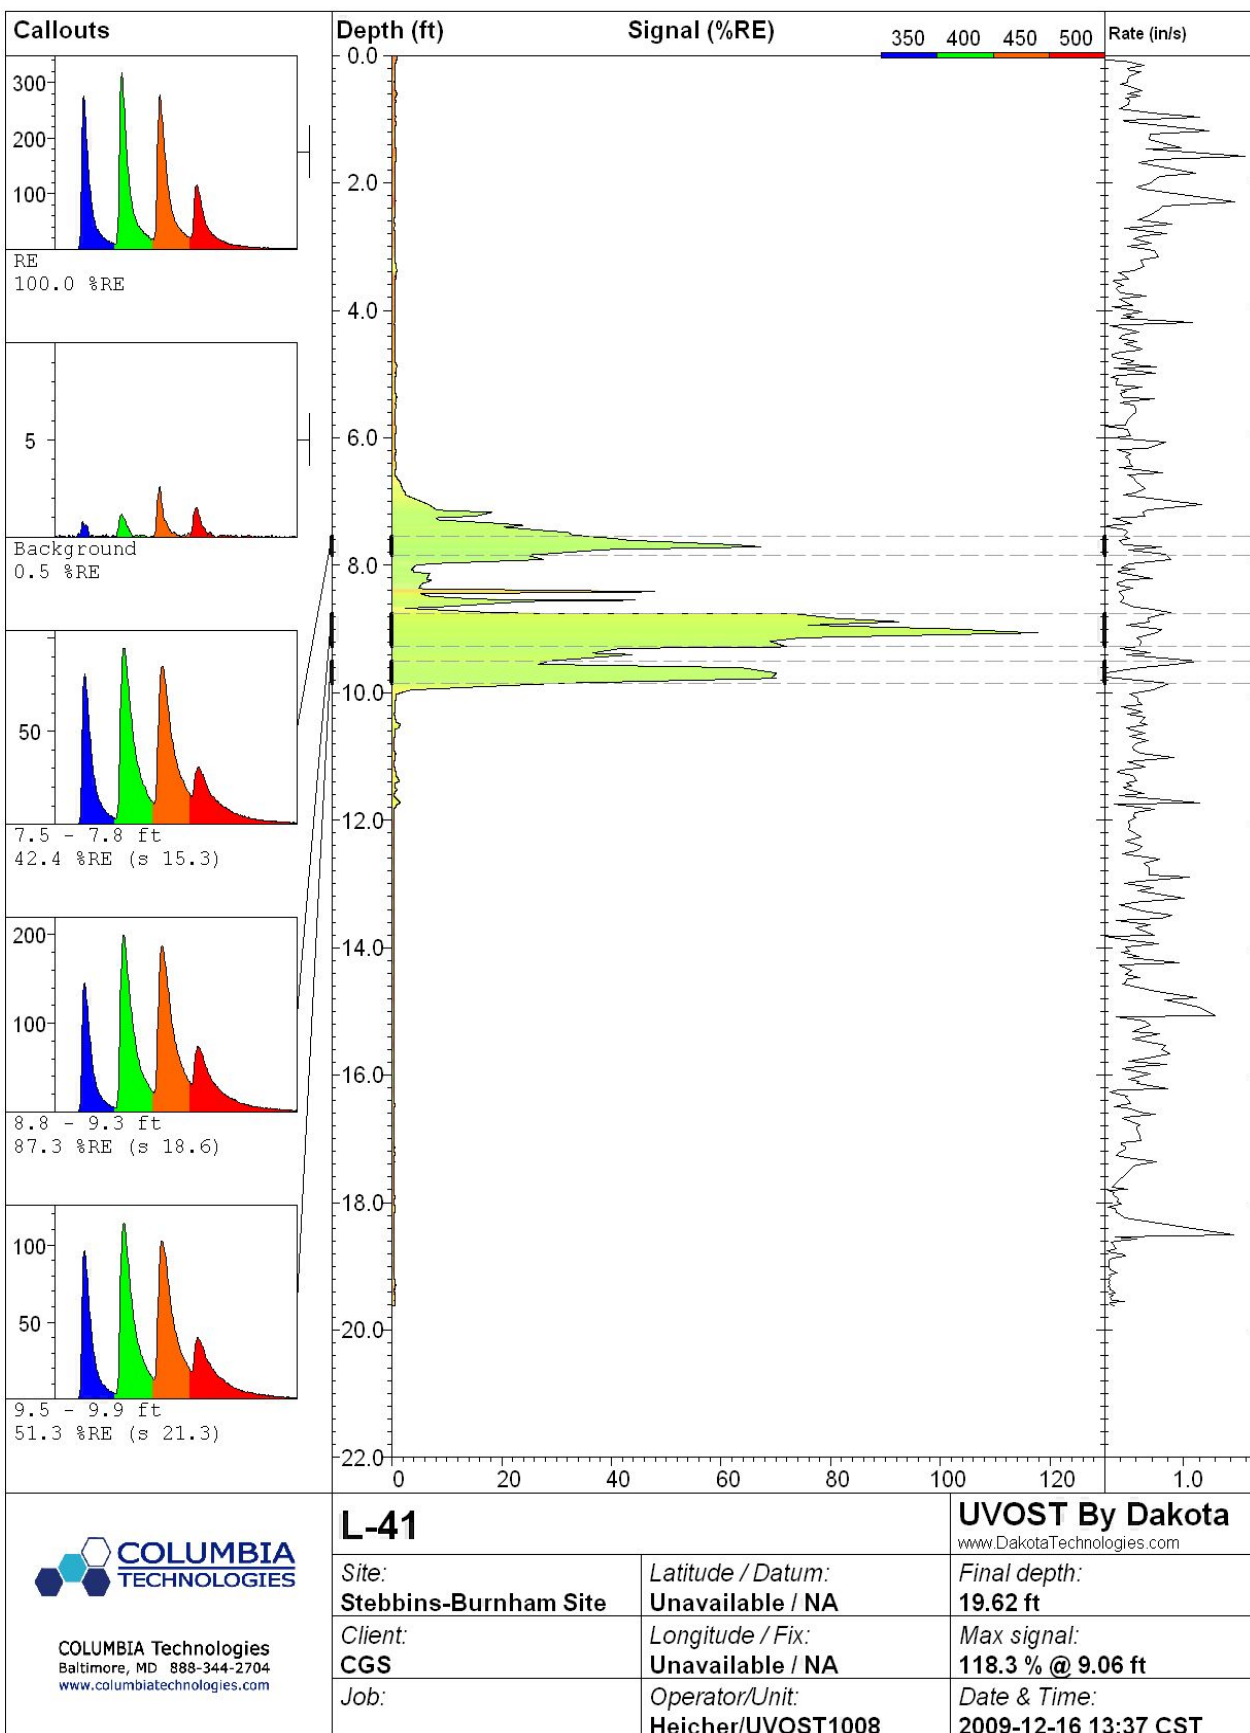 Callouts
Depth (ft)
Signal (%RE)
350 400 450 500
Rate (in/s)
300
200
100
RE
100.0 %RE
5
Background
0.5 %RE
50
7.5 - 7.8 ft
42.4 %RE (s 15.3)
200
100
8.8 - 9.3 ft
87.3 %RE (s 18.6)
100
50
9.5 - 9.9 ft
51.3 %RE (s 21.3)
0.0
2.0
4.0
6.0
8.0
10.0
12.0
14.0
16.0
18.0
20.0
22.0
0 20 40 60 80 100 120
1.0
COLUMBIA
TECHNOLOGIES
COLUMBIA Technologies
Baltimore, MD 888-344-2704
www.columbiatechnologies.com
L-41
UVOST By Dakota
www.DakotaTechnologies.com
Site:
Stebbins-Burnham Site
Latitude / Datum:
Unavailable / NA
Final depth:
19.62 ft
Client:
CGS
Longitude / Fix:
Unavailable / NA
Max signal:
118.3 % @ 9.06 ft
Job:
Operator/Unit:
Heicher/UVOST1008
Date & Time:
2009-12-16 13:37 CST